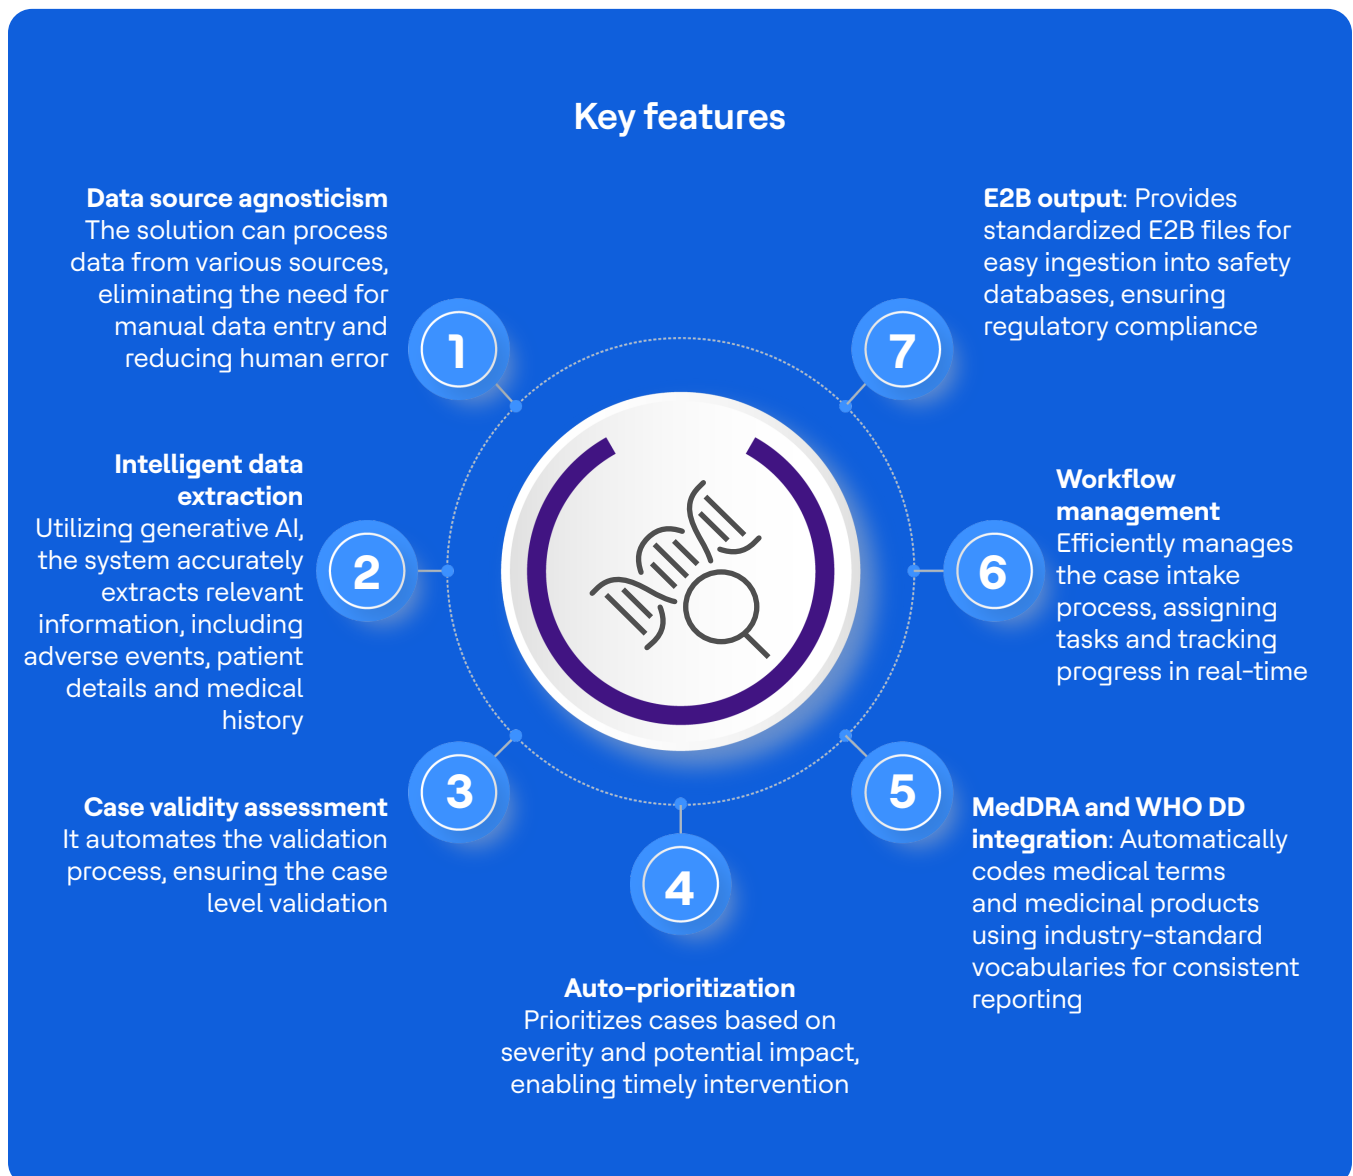 Key features
Data source agnosticism
The solution can process
data from various sources,
eliminating the need for
manual data entry and
reducing human error
1
Intelligent data
extraction
Utilizing generative AI,
the system accurately
extracts relevant
information, including
adverse events, patient
details and medical
history
2
Case validity assessment
It automates the validation
process, ensuring the case
level validation
3
4
Auto-prioritization
Prioritizes cases based on
severity and potential impact,
enabling timely intervention
5
MedDRA and WHO DD
integration: Automatically
codes medical terms
and medicinal products
using industry-standard
vocabularies for consistent
reporting
6
Workflow
management
Efficiently manages
the case intake
process, assigning
tasks and tracking
progress in real-time
7
E2B output: Provides
standardized E2B files for
easy ingestion into safety
databases, ensuring
regulatory compliance